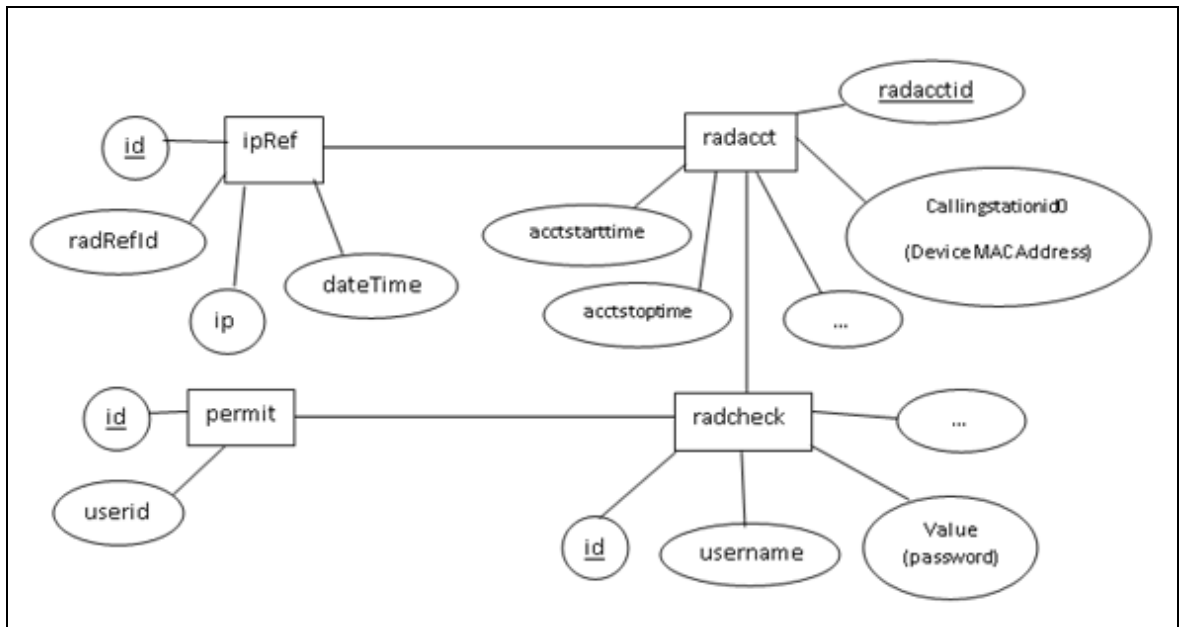 radacctid
id
ipRef
radacct
Callingstationid0
(DeviceMACAddress)
radRefId
acctstarttime
dateTime
ip
acctstoptime
...
id
permit
radcheck
...
userid
id
username
Value
(password)